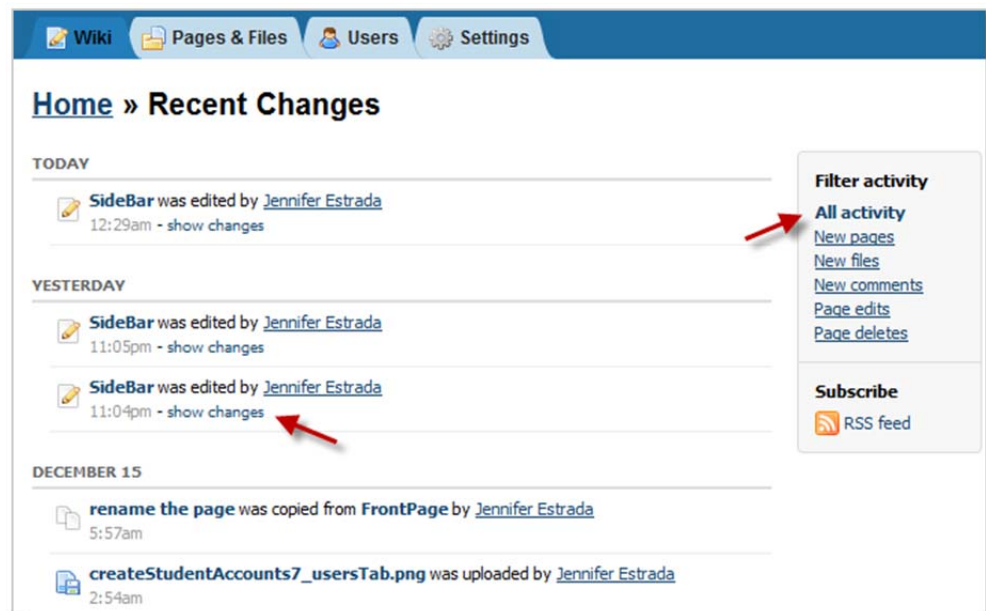 Wiki Pages & Files Users Settings
Home » Recent Changes
TODAY
SideBar was edited by Jennifer Estrada
12:29am - show changes
YESTERDAY
SideBar was edited by Jennifer Estrada
11:05pm - show changes
SideBar was edited by Jennifer Estrada
11:04pm - show changes
DECEMBER 15
rename the page was copied from FrontPage by Jennifer Estrada
5:57am
createStudentAccounts7_usersTab.png was uploaded by Jennifer Estrada
2:54am
Filter activity
All activity
New pages
New files
New comments
Page edits
Page deletes
Subscribe
RSS feed